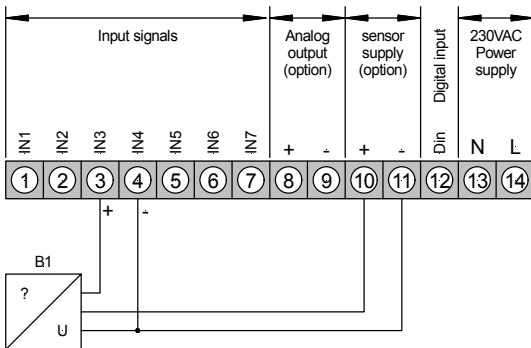 Input signals
Analog
output
(option)
sensor
supply
(option)
Digital input
230VAC
Power
supply
IN1 IN2 IN3 IN4 IN5 IN6 IN7 + - + - Din N L
1 2 3 4 5 6 7 8 9 10 11 12 13 14
+ -
B1
?
U